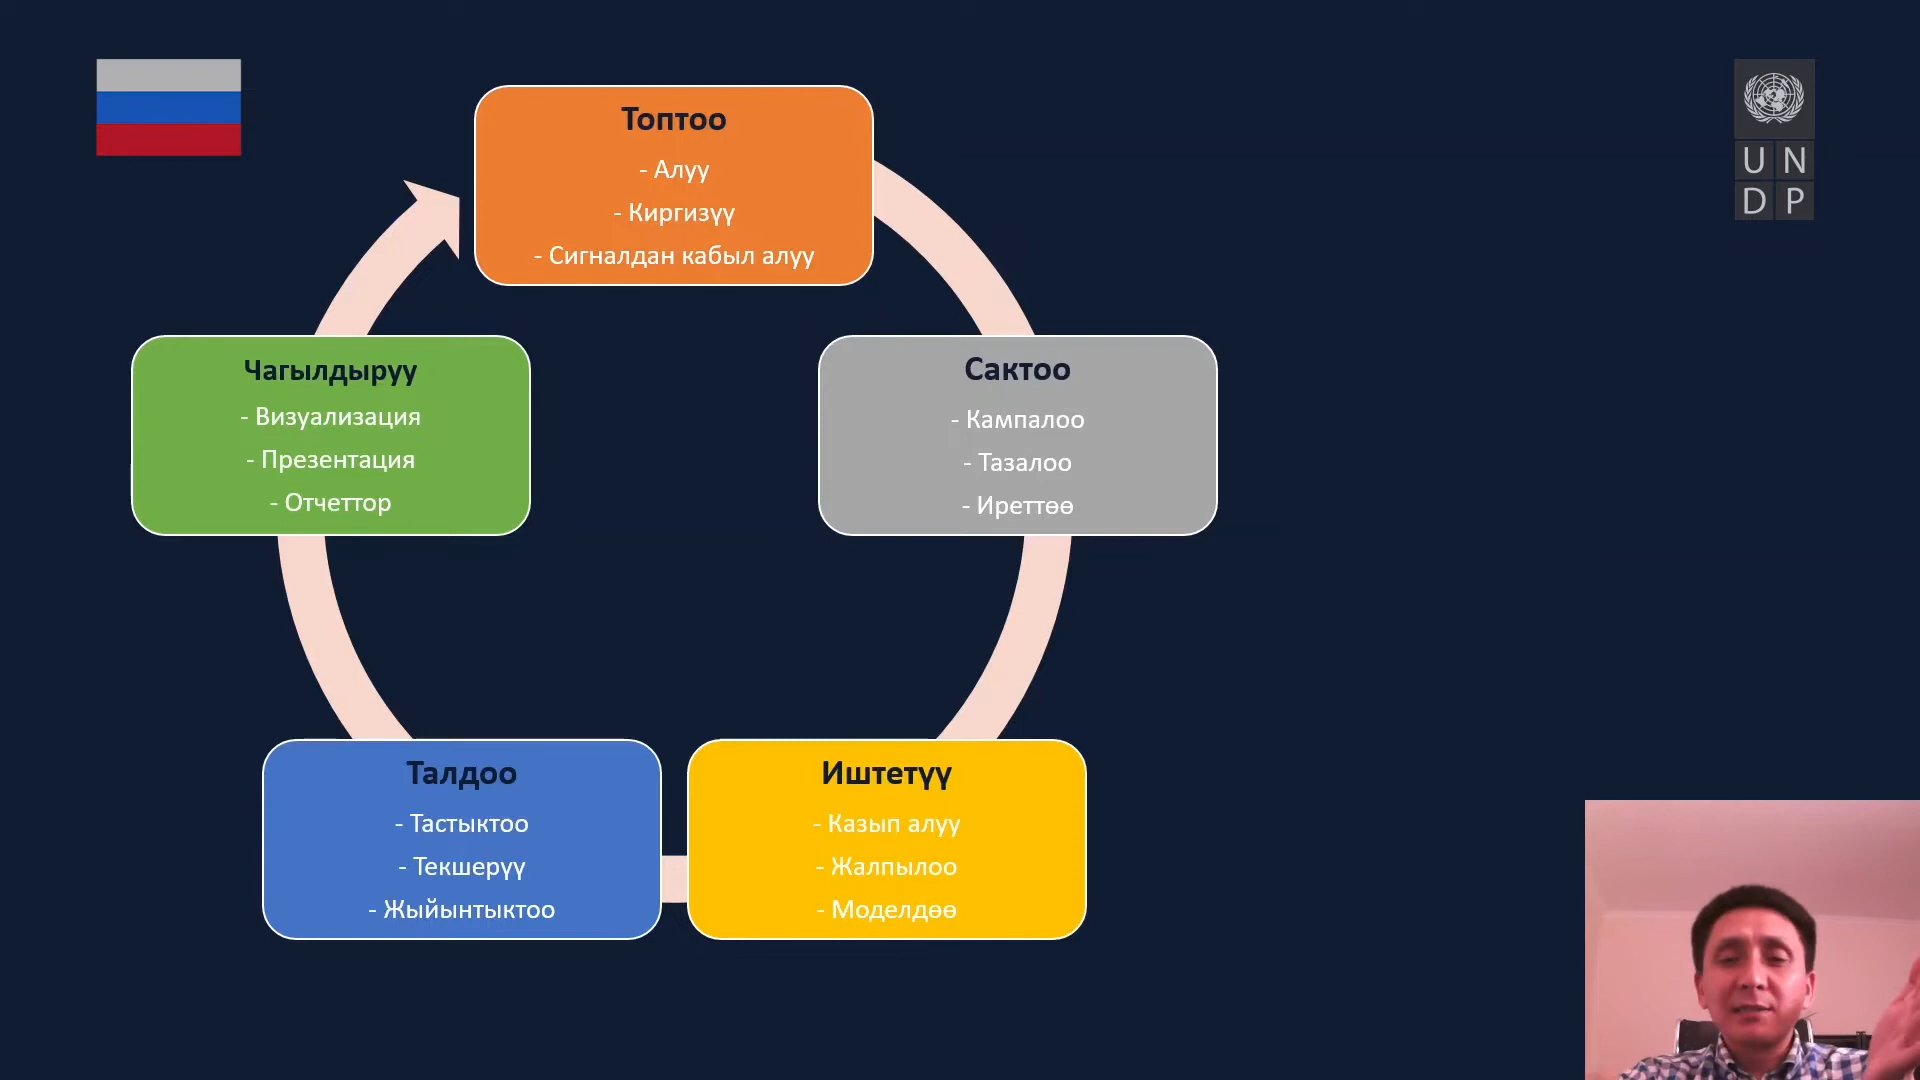 Топтоо
- Алуу
- Киргизүү
- Сигналдан кабыл алуу
Сактоо
- Кампалоо
- Тазалоо
- Иреттөө
Иштетүү
- Казып алуу
- Жалпылоо
- Моделдөө
Талдоо
- Тастыктоо
- Текшерүү
- Жыйынтыктоо
Чагылдыруу
- Визуализация
- Презентация
- Отчеттор
U N
D P